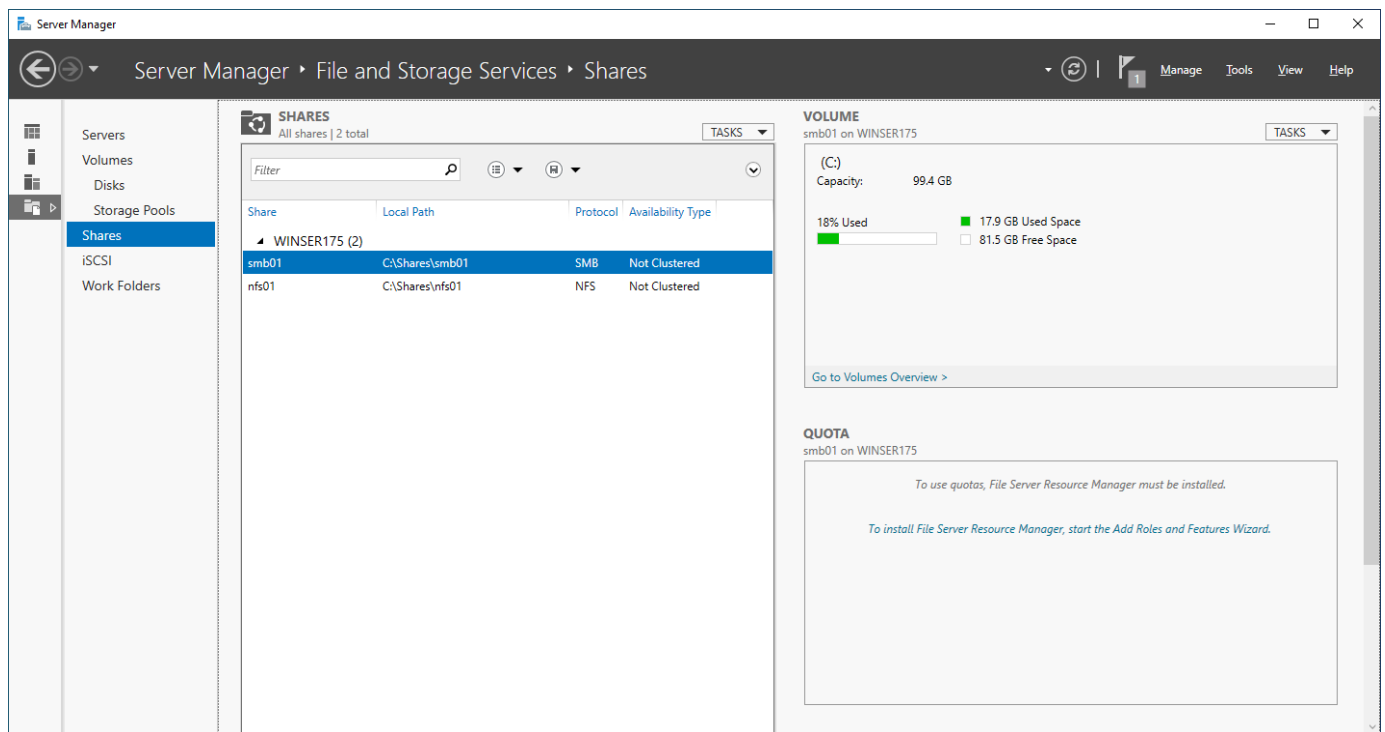 Server Manager
Server Manager ‣ File and Storage Services ‣ Shares
1
Manage
Tools
View
Help
Servers
Volumes
Disks
Storage Pools
Shares
iSCSI
Work Folders
SHARES
All shares | 2 total
TASKS
Filter
Share Local Path Protocol Availability Type
WINSER175 (2)
smb01 C:\Shares\smb01 SMB Not Clustered
nfs01 C:\Shares\nfs01 NFS Not Clustered
VOLUME
smb01 on WINSER175
TASKS
(C:)
Capacity: 99.4 GB
18% Used
17.9 GB Used Space
81.5 GB Free Space
Go to Volumes Overview >
QUOTA
smb01 on WINSER175
To use quotas, File Server Resource Manager must be installed.
To install File Server Resource Manager, start the Add Roles and Features Wizard.